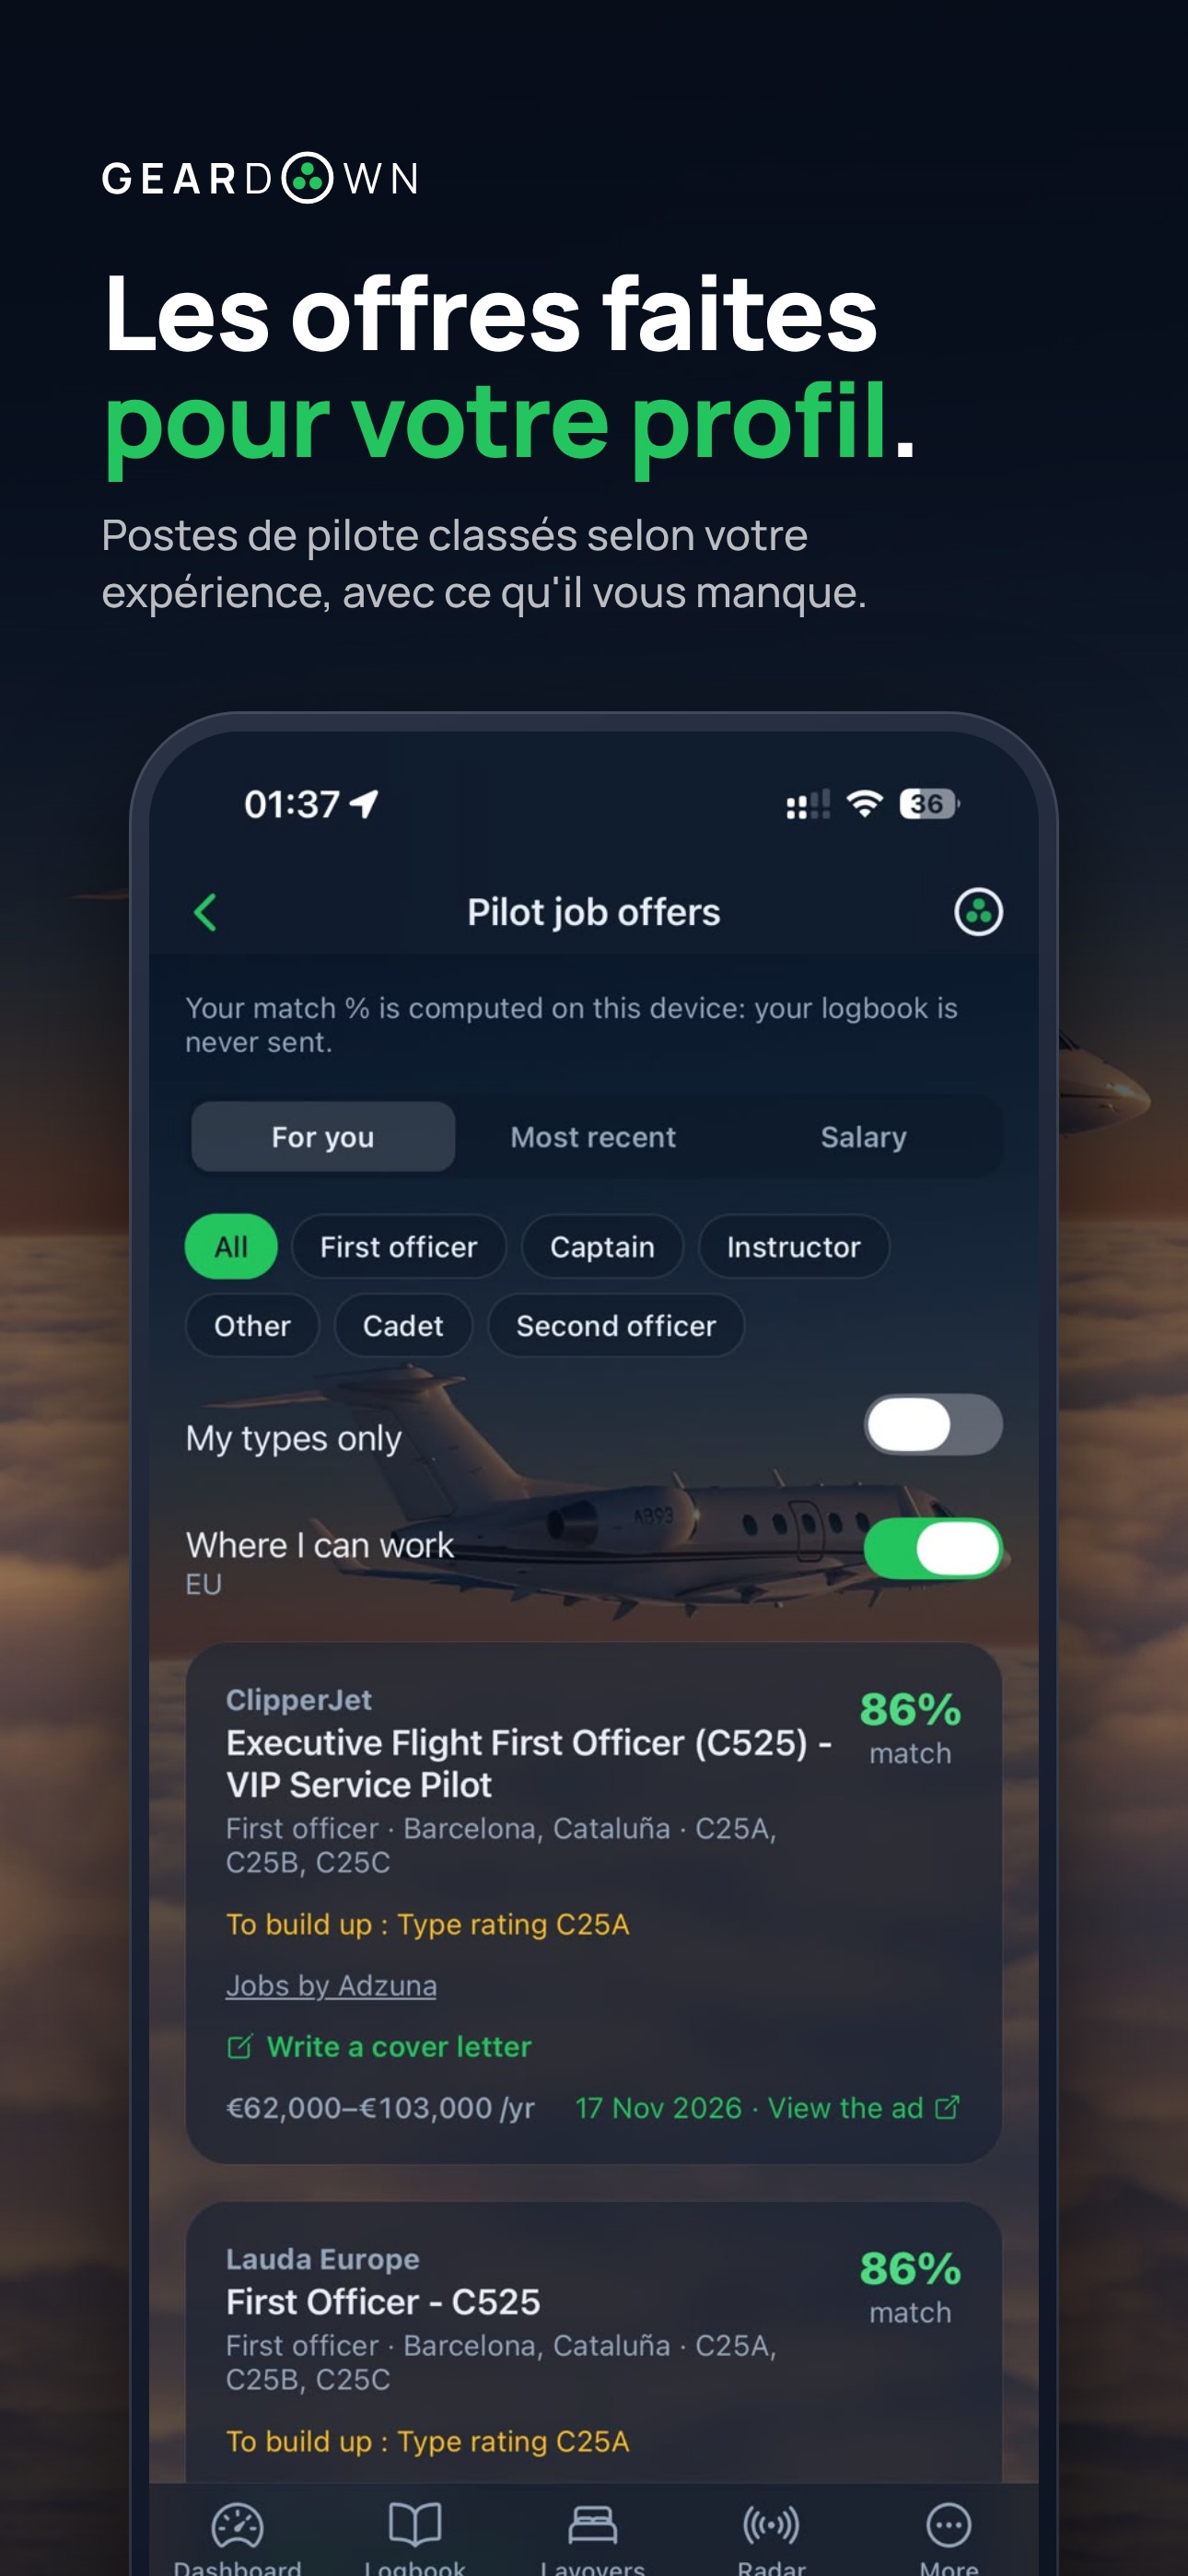 GEARDOWN
Les offres faites
pour votre profil.
Postes de pilote classés selon votre
expérience, avec ce qu'il vous manque.
01:37
36
Pilot job offers
Your match % is computed on this device: your logbook is
never sent.
For you Most recent Salary
All First officer Captain Instructor
Other Cadet Second officer
My types only
AB93
Where I can work
EU
ClipperJet
86%
Executive Flight First Officer (C525) -
match
VIP Service Pilot
First officer · Barcelona, Cataluña · C25A,
C25B, C25C
To build up : Type rating C25A
Jobs by Adzuna
Write a cover letter
€62,000–€103,000 /yr 17 Nov 2026 · View the ad
Lauda Europe
86%
First Officer - C525
match
First officer · Barcelona, Cataluña · C25A,
C25B, C25C
To build up : Type rating C25A
Dashboard Logbook Layovers Radar More